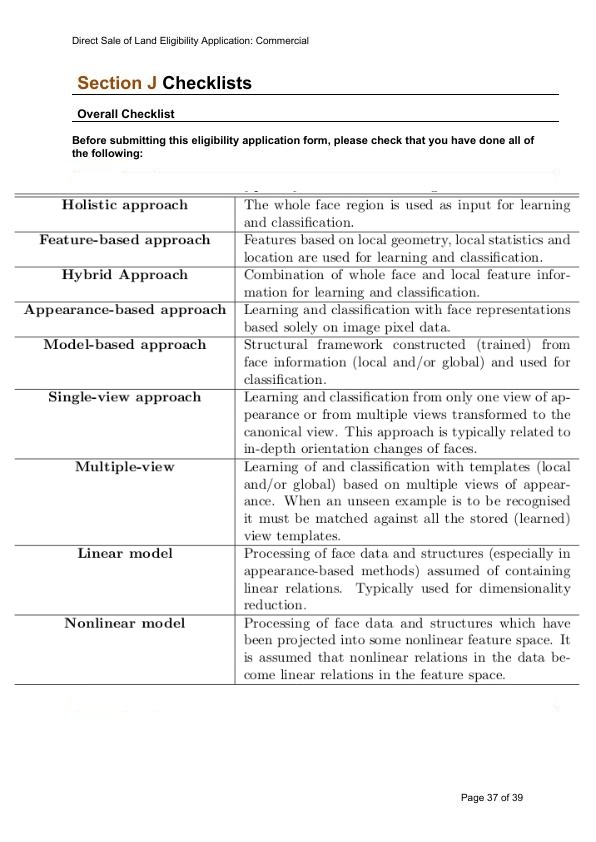 Direct Sale of Land Eligibility Application: Commercial
Section J Checklists
Overall Checklist
Before submitting this eligibility application form, please check that you have done all of
the following:
Holistic approach
The whole face region is used as input for learning
and classification.
Feature-based approach
Features based on local geometry, local statistics and
location are used for learning and classification.
Hybrid Approach
Combination of whole face and local feature infor-
mation for learning and classification.
Appearance-based approach
Learning and classification with face representations
based solely on image pixel data.
Model-based approach
Structural framework constructed (trained) from
face information (local and/or global) and used for
classification.
Single-view approach
Learning and classification from only one view of ap-
pearance or from multiple views transformed to the
canonical view. This approach is typically related to
in-depth orientation changes of faces.
Multiple-view
Learning of and classification with templates (local
and/or global) based on multiple views of appear-
ance. When an unseen example is to be recognised
it must be matched against all the stored (learned)
view templates.
Linear model
Processing of face data and structures (especially in
appearance-based methods) assumed of containing
linear relations. Typically used for dimensionality
reduction.
Nonlinear model
Processing of face data and structures which have
been projected into some nonlinear feature space. It
is assumed that nonlinear relations in the data be-
come linear relations in the feature space.
Page 37 of 39